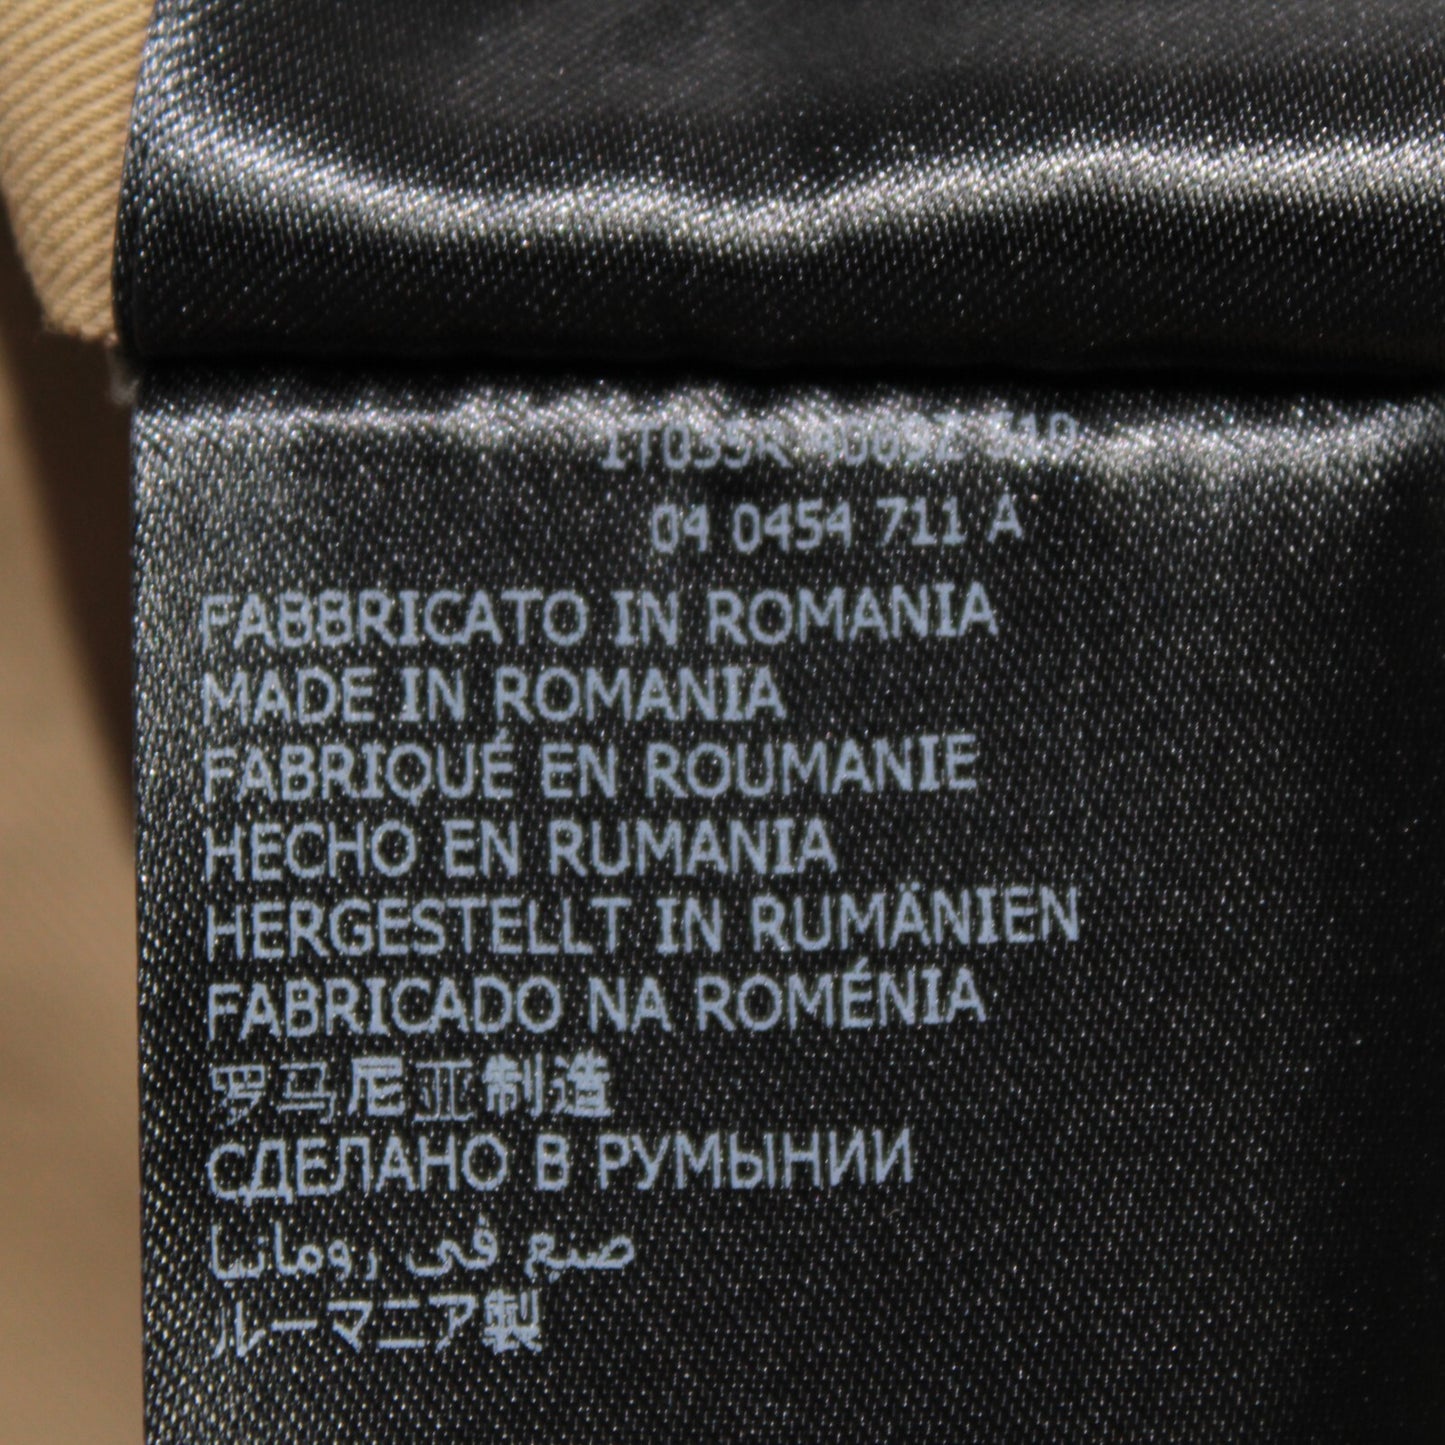 04 0454 711 A
FABBRICATO IN ROMANIA
MADE IN ROMANIA
FABRIQUÉ EN ROUMANIE
HECHO EN RUMANIA
HERGESTELLT IN RUMÄNIEN
FABRICADO NA ROMÉNIA
罗马尼亚制造
СДЕЛАНО В РУМЫНИИ
صنع في رومانيا
ルーマニア製